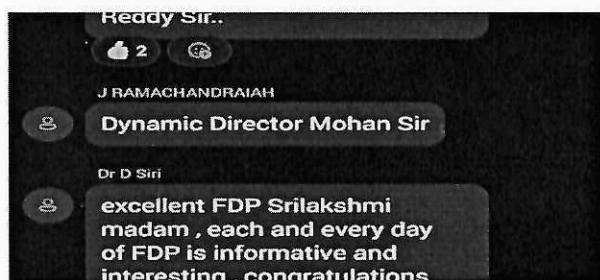 Reddy Sir..
2
J RAMACHANDRAIAH
Dynamic Director Mohan Sir
Dr D Siri
excellent FDP Srilakshmi
madam , each and every day
of FDP is informative and
interesting , congratulations